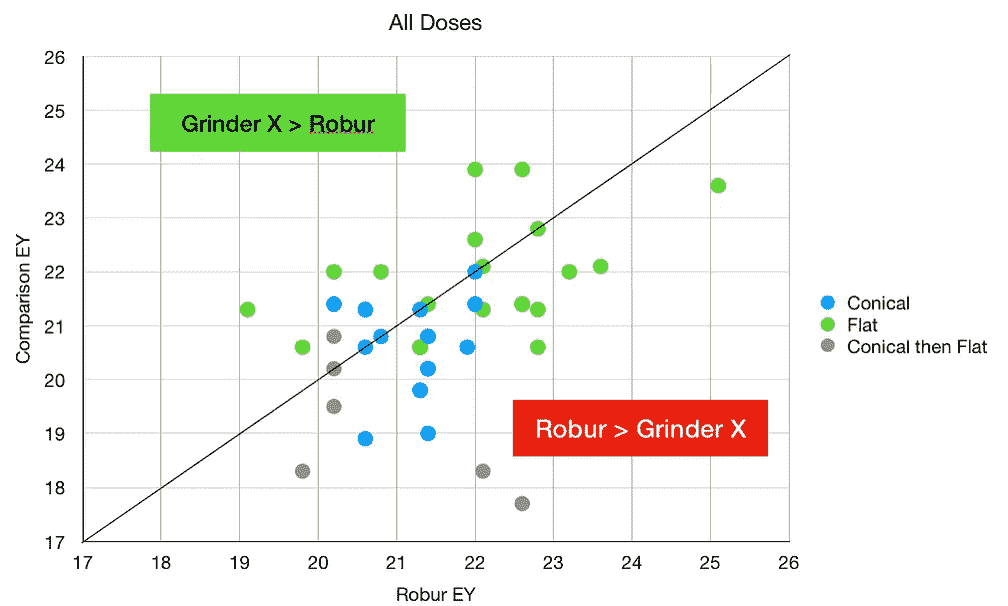 All Doses
26
25
24
23
22
21
20
19
18
17
Comparison EY
Grinder X > Robur
Robur > Grinder X
17 18 19 20 21 22 23 24 25 26
Robur EY
Conical
Flat
Conical then Flat